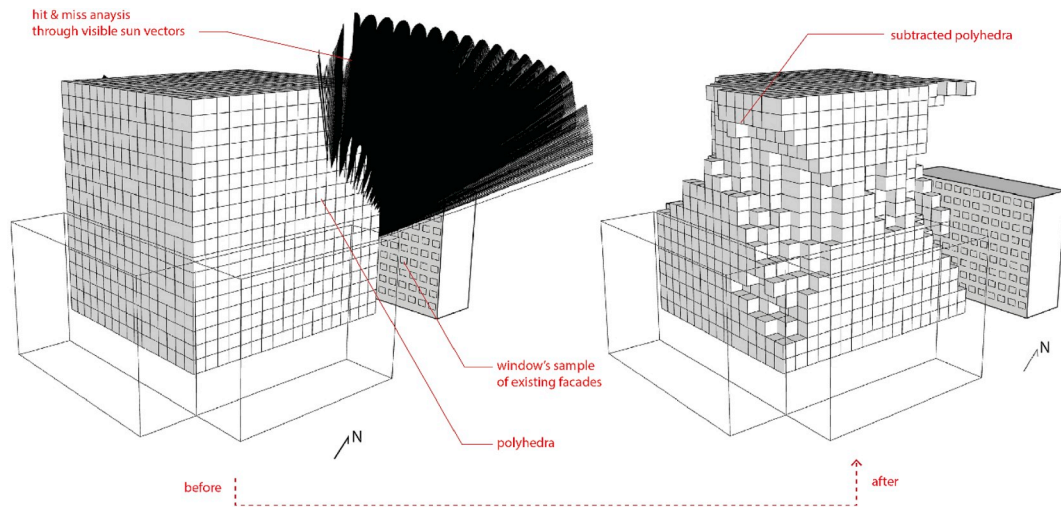 hit & miss anaysis
through visible sun vectors
subtracted polyhedra
window's sample
of existing facades
N
polyhedra
N
before
after